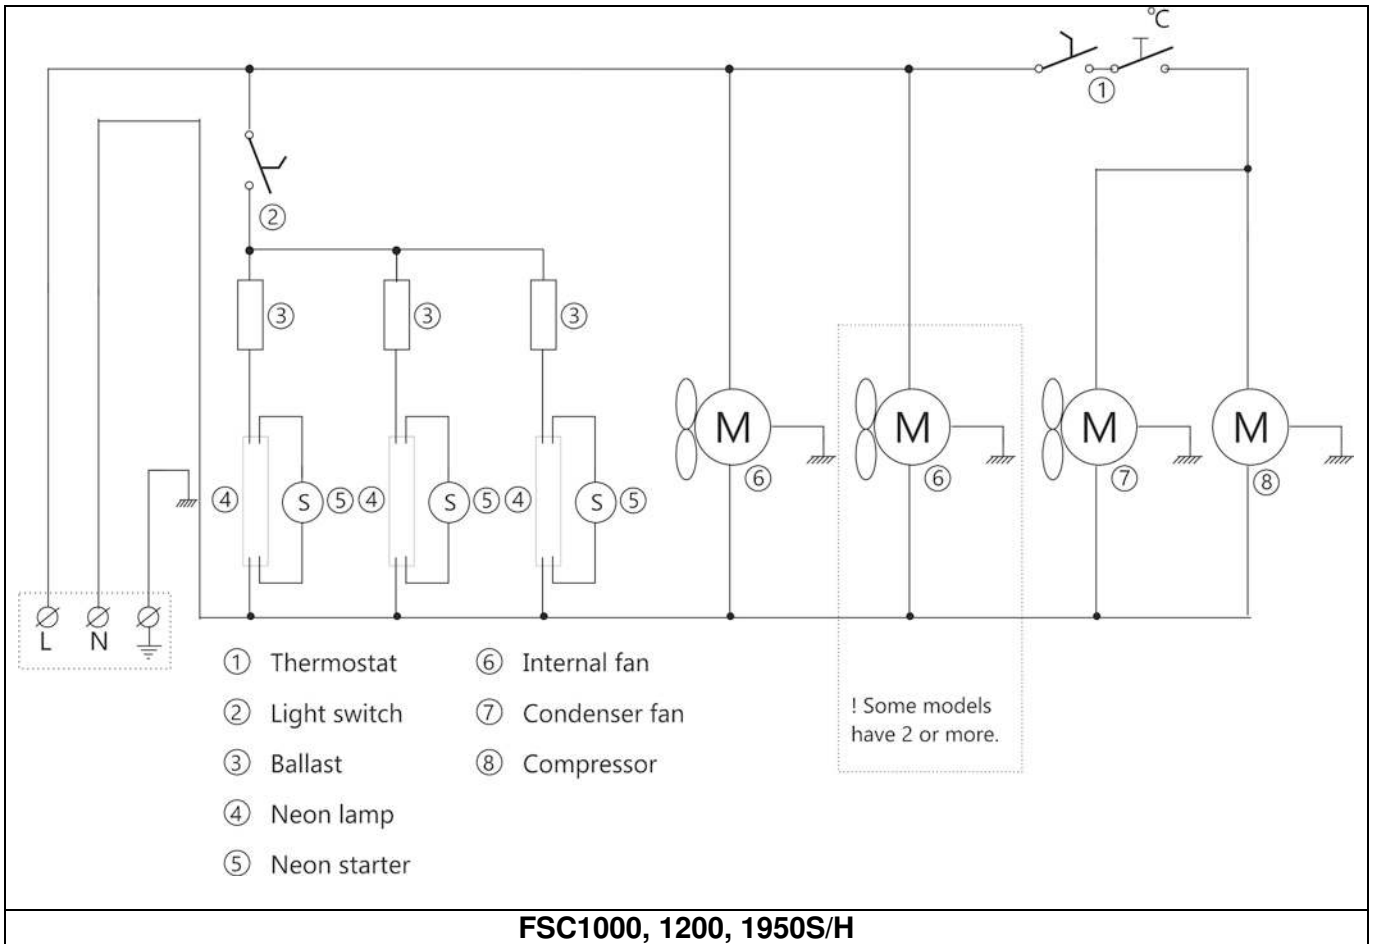 °C
①
②
③ ③ ③
M M M M
⑥ ⑥ ⑦ ⑧
④ S ⑤ ④ S ⑤ ④ S ⑤
L N
① Thermostat
② Light switch
③ Ballast
④ Neon lamp
⑤ Neon starter
⑥ Internal fan
⑦ Condenser fan
⑧ Compressor
! Some models
have 2 or more.
FSC1000, 1200, 1950S/H